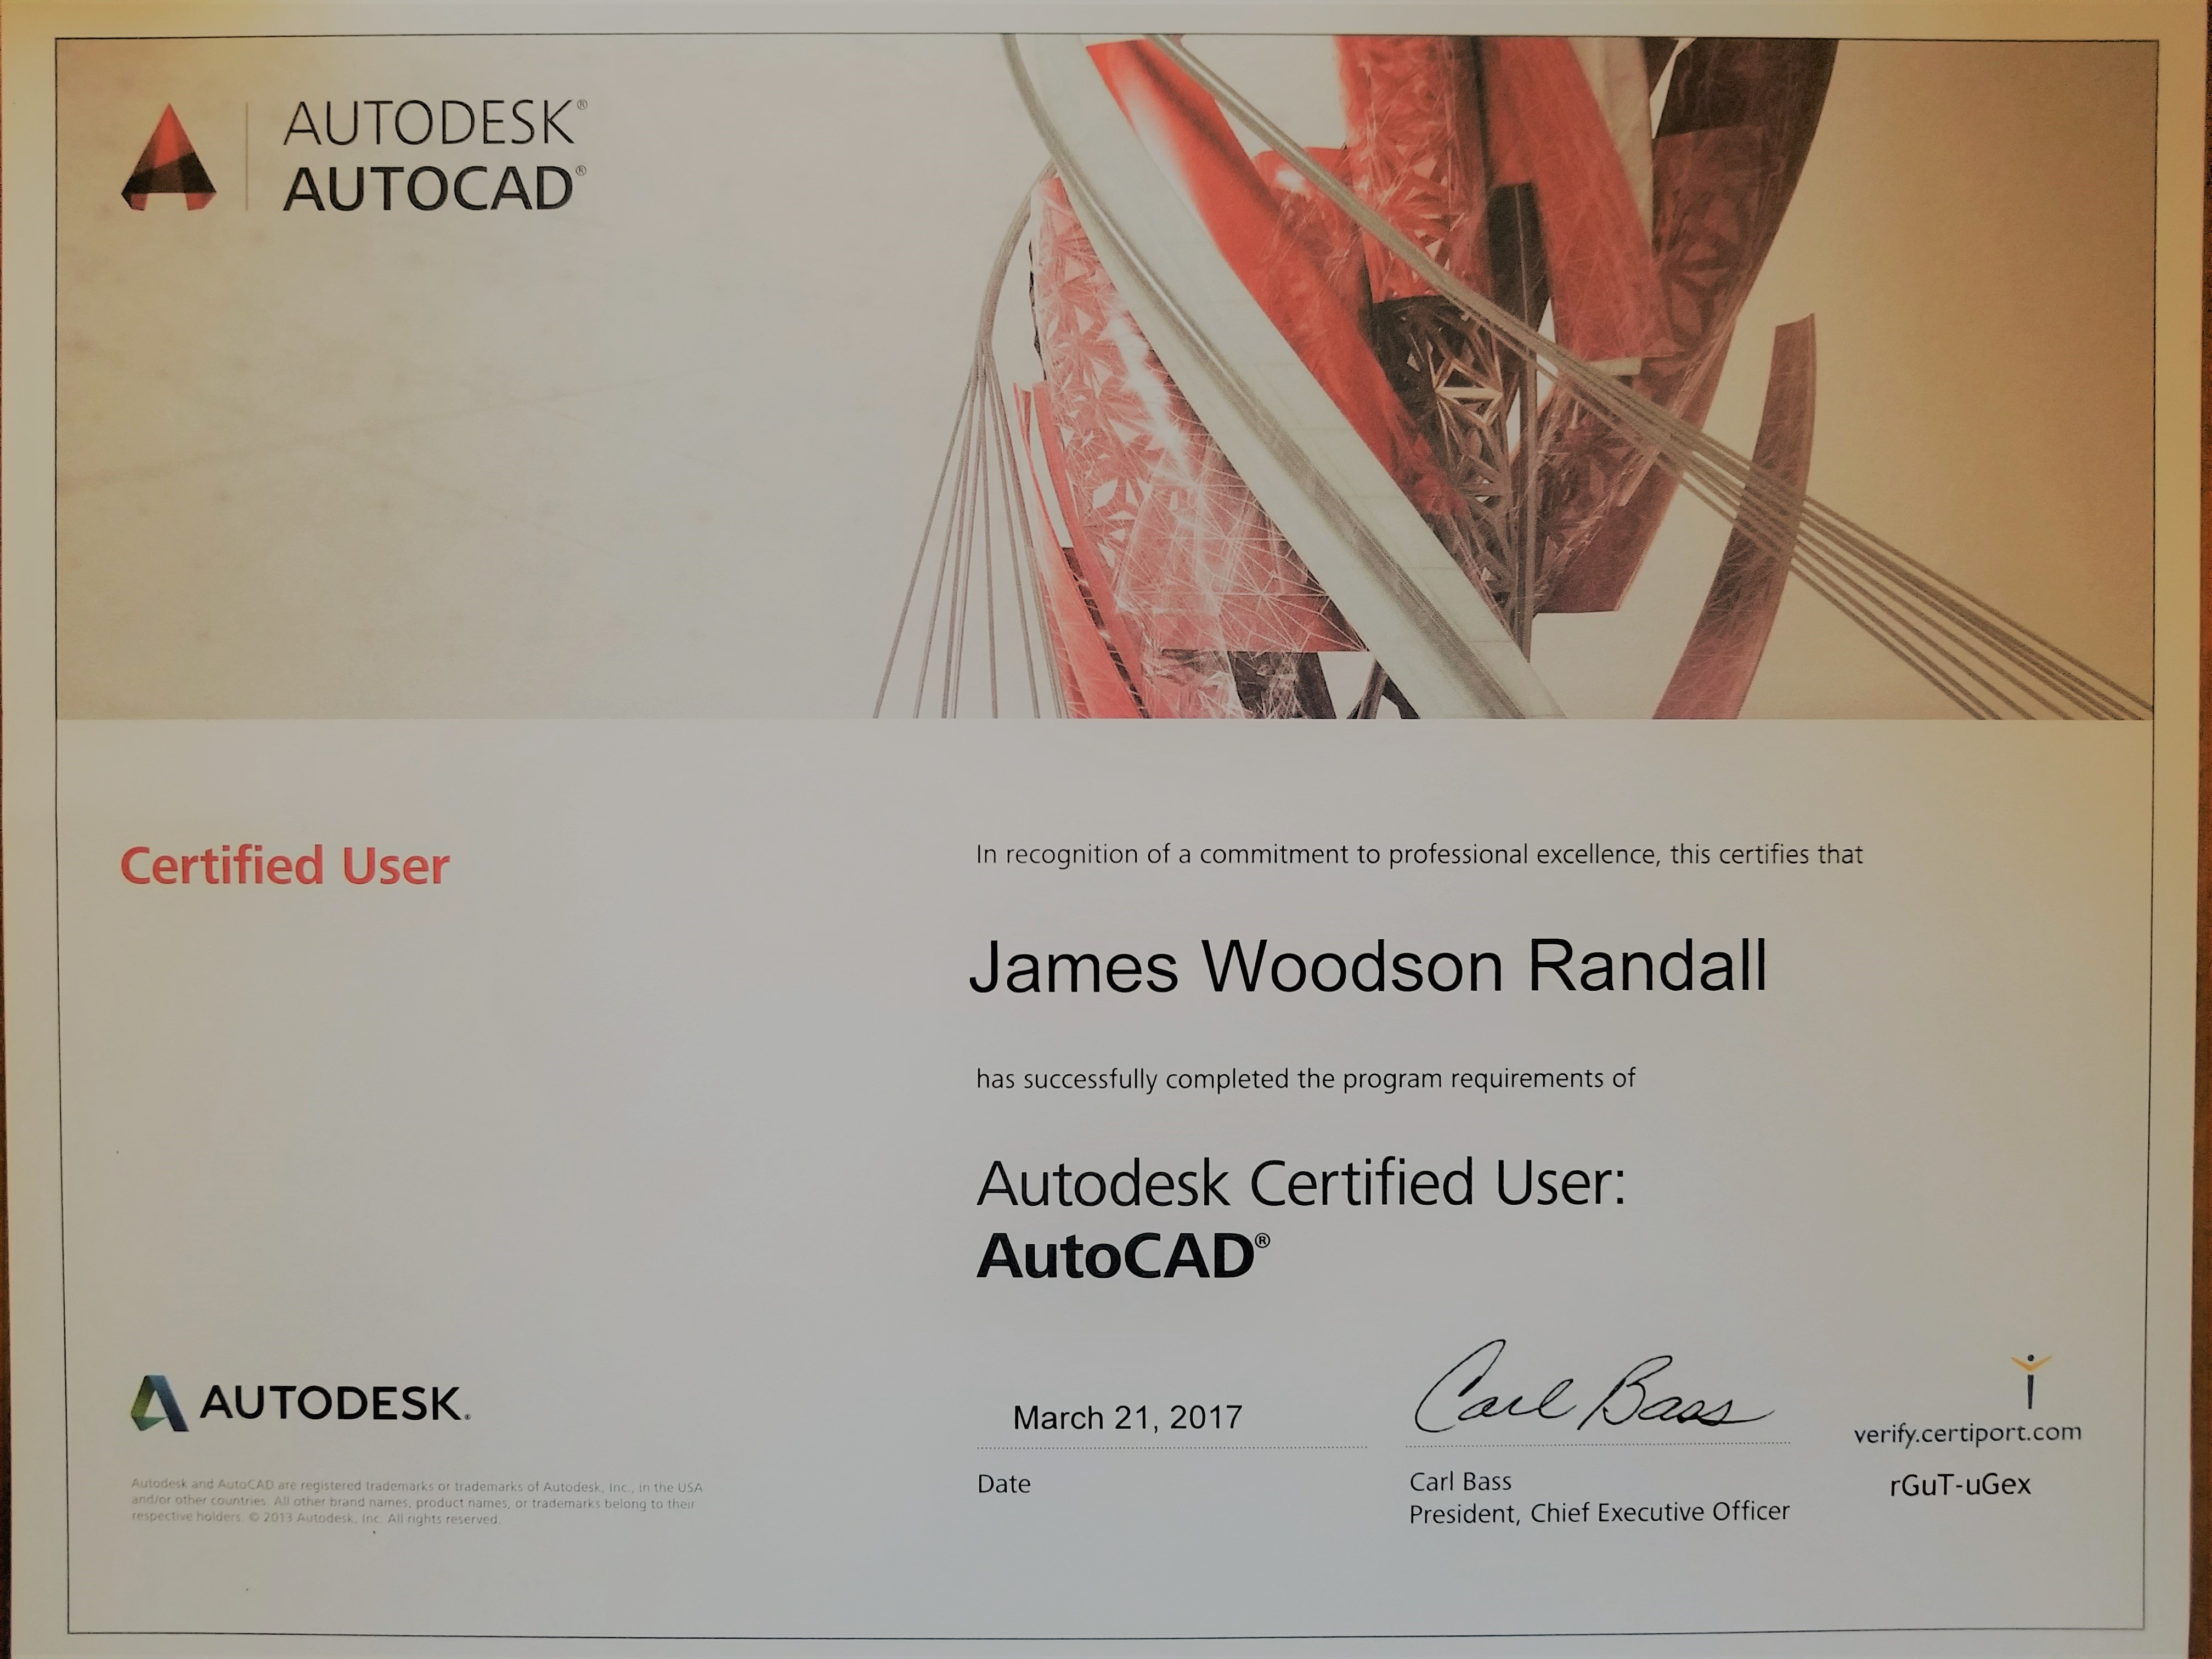 AUTODESK®
AUTOCAD®
Certified User
In recognition of a commitment to professional excellence, this certifies that
James Woodson Randall
has successfully completed the program requirements of
Autodesk Certified User:
AutoCAD®
March 21, 2017
Carl Bass
Date
Carl Bass
President, Chief Executive Officer
verify.certiport.com
rGuT-uGex
AUTODESK.
Autodesk and AutoCAD are registered trademarks or trademarks of Autodesk, Inc., in the USA
and/or other countries. All other brand names, product names, or trademarks belong to their
respective holders. © 2013 Autodesk, Inc. All rights reserved.